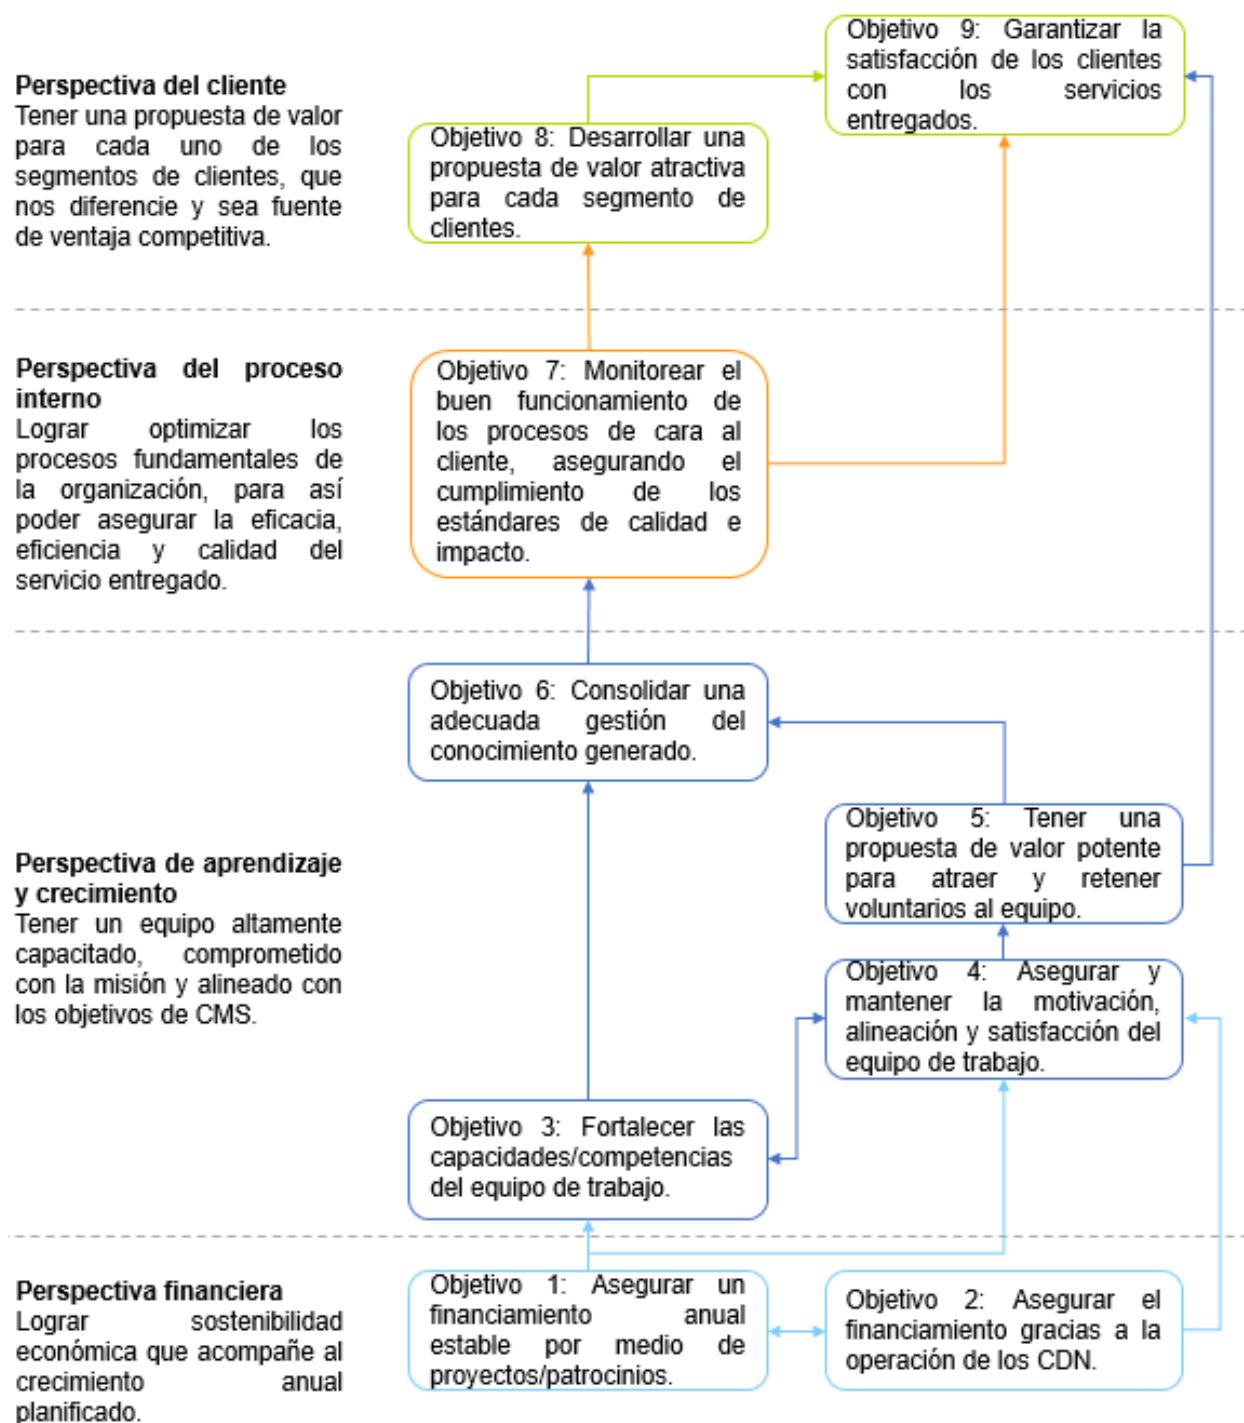 Perspectiva del cliente
Tener una propuesta de valor
para cada uno de los
segmentos de clientes, que
nos diferencie y sea fuente
de ventaja competitiva.
Objetivo 9: Garantizar la
satisfacción de los clientes
con los servicios
entregados.
Objetivo 8: Desarrollar una
propuesta de valor atractiva
para cada segmento de
clientes.
Perspectiva del proceso
interno
Lograr optimizar los
procesos fundamentales de
la organización, para así
poder asegurar la eficacia,
eficiencia y calidad del
servicio entregado.
Objetivo 7: Monitorear el
buen funcionamiento de
los procesos de cara al
cliente, asegurando el
cumplimiento de los
estándares de calidad e
impacto.
Perspectiva de aprendizaje
y crecimiento
Tener un equipo altamente
capacitado, comprometido
con la misión y alineado con
los objetivos de CMS.
Objetivo 6: Consolidar una
adecuada gestión del
conocimiento generado.
Objetivo 5: Tener una
propuesta de valor potente
para atraer y retener
voluntarios al equipo.
Objetivo 4: Asegurar y
mantener la motivación,
alineación y satisfacción del
equipo de trabajo.
Objetivo 3: Fortalecer las
capacidades/competencias
del equipo de trabajo.
Perspectiva financiera
Lograr sostenibilidad
económica que acompañe al
crecimiento anual
planificado.
Objetivo 1: Asegurar un
financiamiento anual
estable por medio de
proyectos/patrocinios.
Objetivo 2: Asegurar el
financiamiento gracias a la
operación de los CDN.